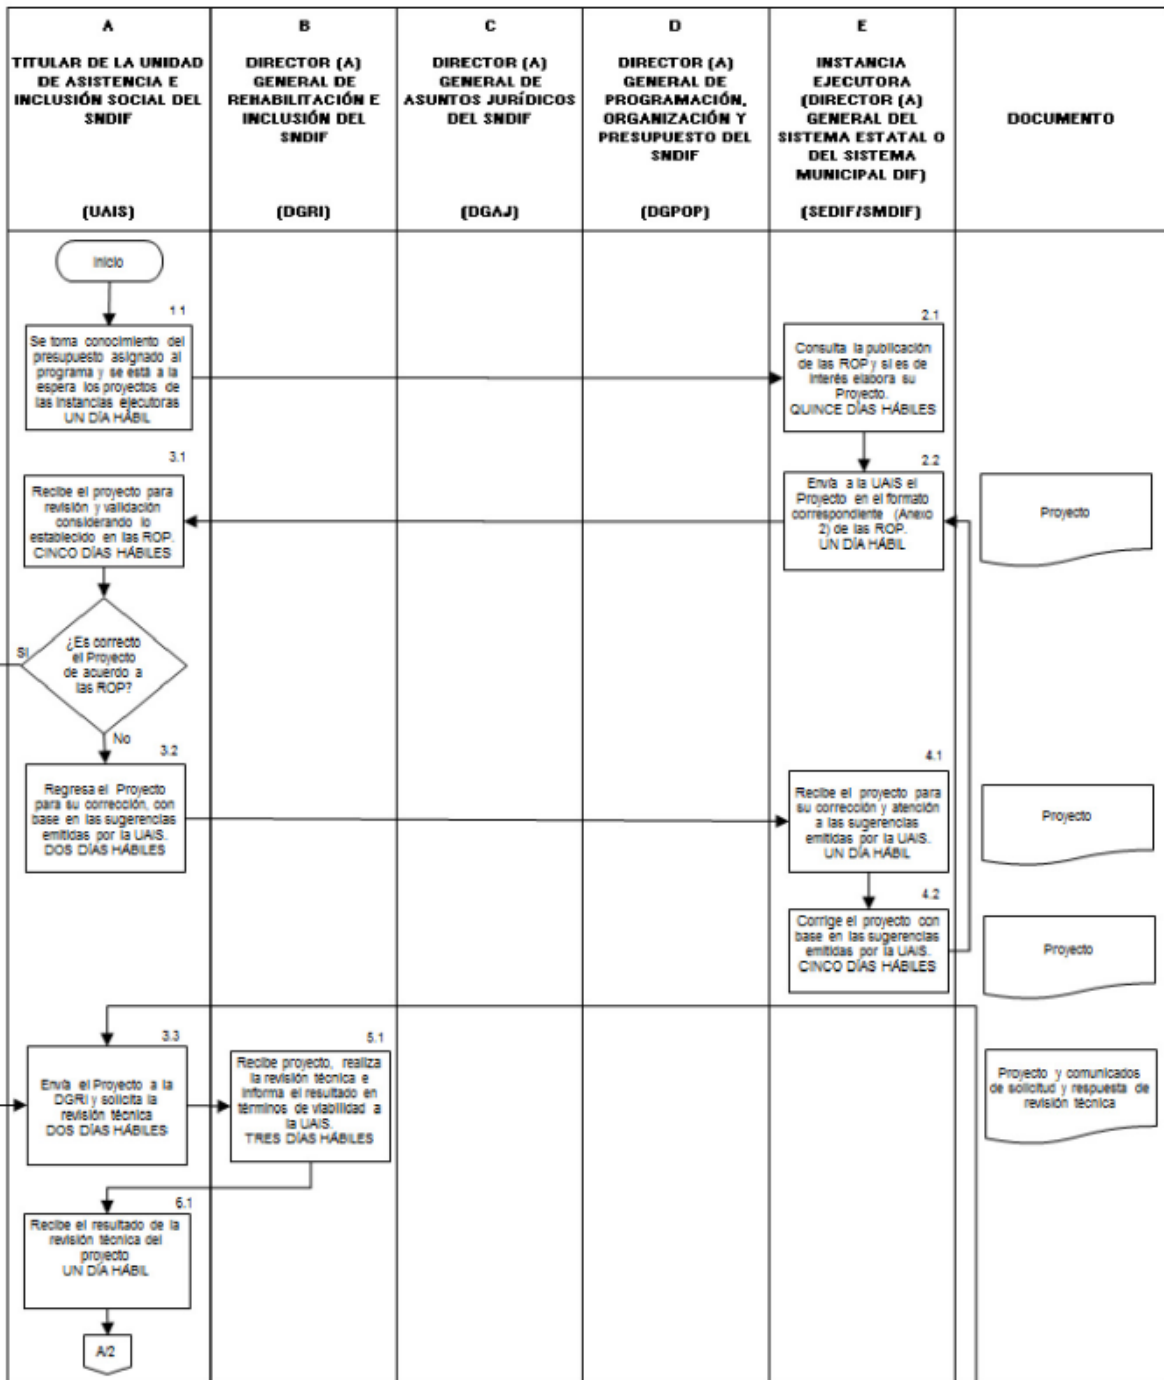 A
TITULAR DE LA UNIDAD
DE ASISTENCIA E
INCLUSIÓN SOCIAL DEL
SNDIF
(UAIS)
B
DIRECTOR (A)
GENERAL DE
REHABILITACIÓN E
INCLUSIÓN DEL
SNDIF
(DGRI)
C
DIRECTOR (A)
GENERAL DE
ASUNTOS JURÍDICOS
DEL SNDIF
(DGAJ)
D
DIRECTOR (A)
GENERAL DE
PROGRAMACIÓN,
ORGANIZACIÓN Y
PRESUPUESTO DEL
SNDIF
(DGPOP)
E
INSTANCIA
EJECUTORA
(DIRECTOR (A)
GENERAL DEL
SISTEMA ESTATAL O
DEL SISTEMA
MUNICIPAL DIF)
(SEDIF/SMDIF)
DOCUMENTO
Inicio
1.1
Se toma conocimiento del
presupuesto asignado al
programa y se está a la
espera los proyectos de
las Instancias ejecutoras
UN DÍA HÁBIL
2.1
Consulta la publicación
de las ROP y si es de
Interés elabora su
Proyecto.
QUINCE DÍAS HÁBILES
3.1
Recibe el proyecto para
revisión y validación
considerando lo
establecido en las ROP.
CINCO DÍAS HÁBILES
2.2
Envía a la UAIS el
Proyecto en el formato
correspondiente (Anexo
2) de las ROP.
UN DÍA HÁBIL
Proyecto
¿Es correcto
el Proyecto
de acuerdo a
las ROP?
Si
No
3.2
Regresa el Proyecto
para su corrección, con
base en las sugerencias
emitidas por la UAIS.
DOS DÍAS HÁBILES
4.1
Recibe el proyecto para
su corrección y atención
a las sugerencias
emitidas por la UAIS.
UN DÍA HÁBIL
Proyecto
4.2
Corrige el proyecto con
base en las sugerencias
emitidas por la UAIS.
CINCO DÍAS HÁBILES
Proyecto
3.3
Envía el Proyecto a la
DGRI y solicita la
revisión técnica
DOS DÍAS HÁBILES
5.1
Recibe proyecto, realiza
la revisión técnica e
Informa el resultado en
términos de viabilidad a
la UAIS.
TRES DÍAS HÁBILES
Proyecto y comunicados
de solicitud y respuesta de
revisión técnica
6.1
Recibe el resultado de la
revisión técnica del
proyecto
UN DÍA HÁBIL
A/2